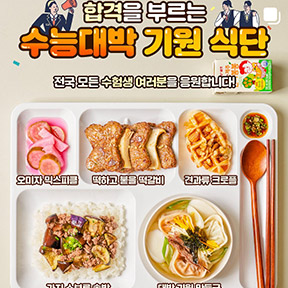 합격을 부르는
수능대박 기원 식단
전국 모든 수험생 여러분을 응원합니다!
오미자 믹스피클
떡하고 붙을 떡갈비
견과류 크로플